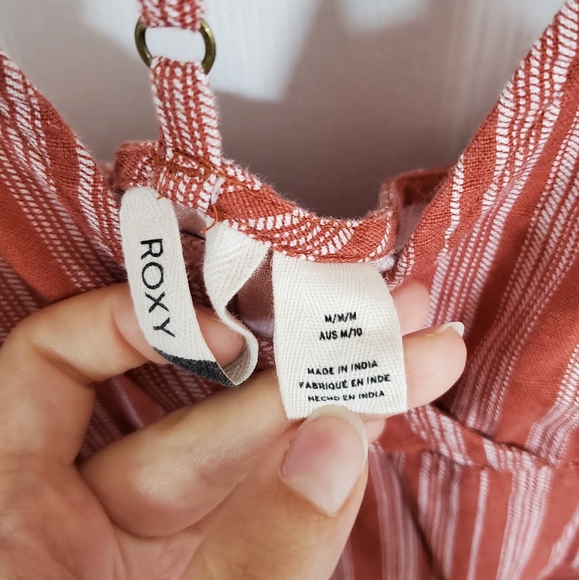 ROXY
M/M/M
AUS M/10
MADE IN INDIA
FABRIQUÉ EN INDE
HECHO EN INDIA